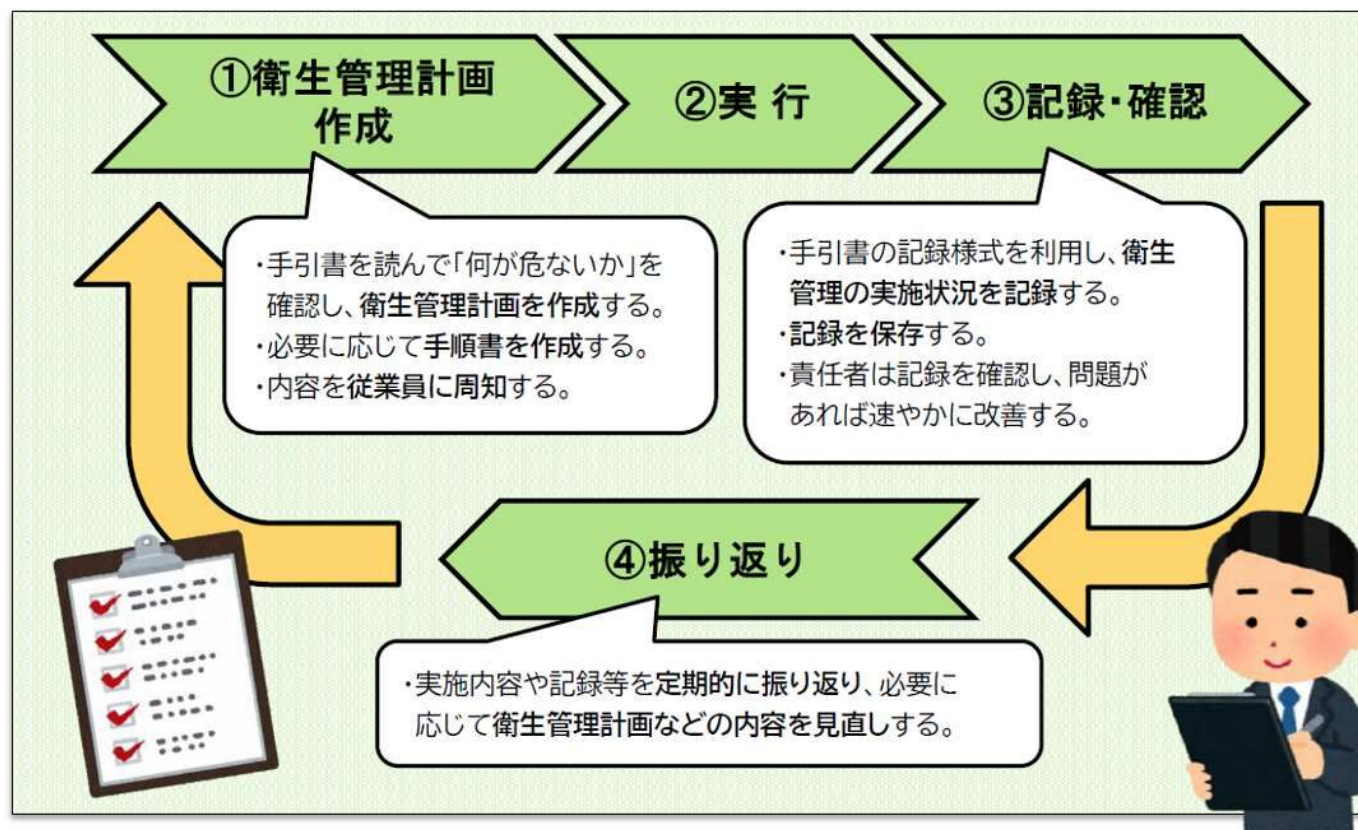 ①衛生管理計画
作成
②実 行
③記録・確認
・手引書を読んで「何が危ないか」を
確認し、衛生管理計画を作成する。
・必要に応じて手順書を作成する。
・内容を従業員に周知する。
・手引書の記録様式を利用し、衛生
管理の実施状況を記録する。
・記録を保存する。
・責任者は記録を確認し、問題が
あれば速やかに改善する。
④振り返り
・実施内容や記録等を定期的に振り返り、必要に
応じて衛生管理計画などの内容を見直しする。